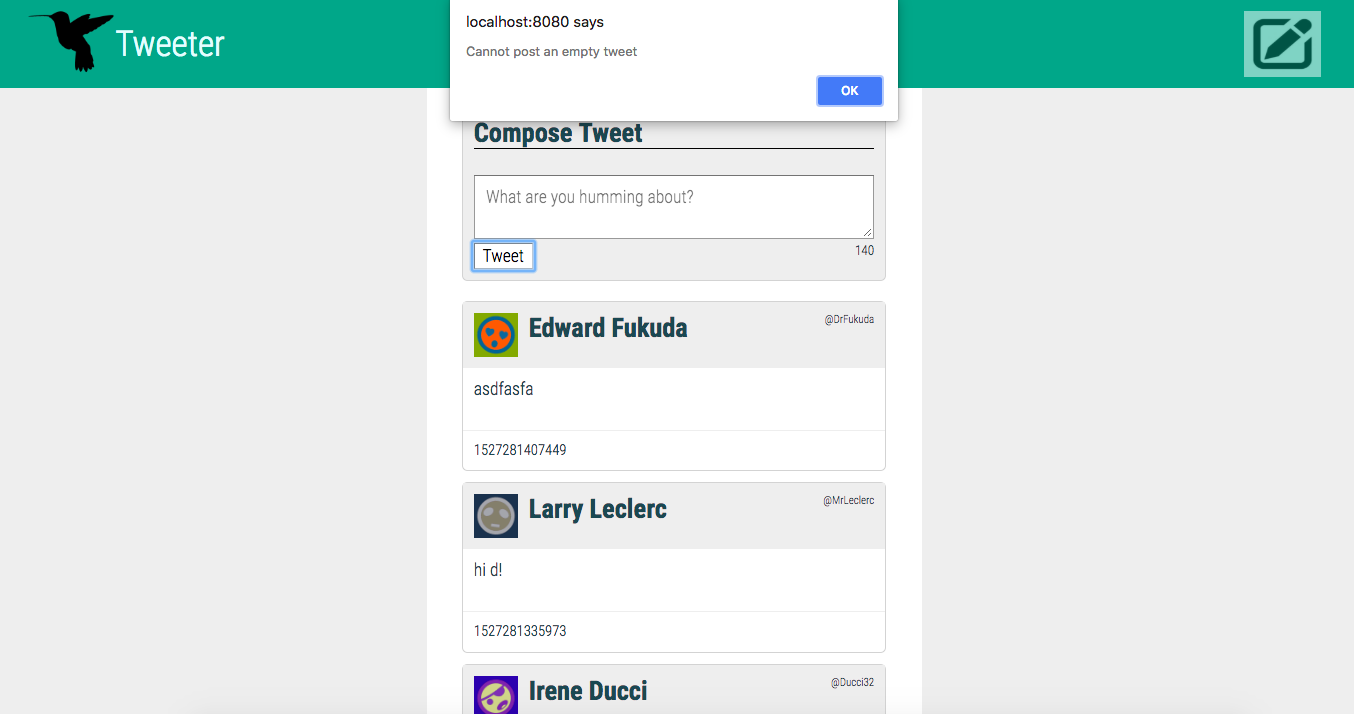 Tweeter
localhost:8080 says
Cannot post an empty tweet
OK
Compose Tweet
What are you humming about?
Tweet
140
Edward Fukuda
@DrFukuda
asdfasfa
1527281407449
Larry Leclerc
@MrLeclerc
hi d!
1527281335973
Irene Ducci
@Ducci32